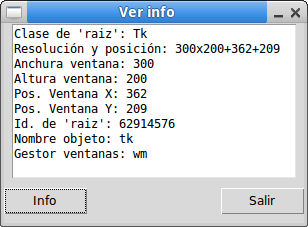 Ver info
Clase de 'raiz': Tk
Resolución y posición: 300x200+362+209
Anchura ventana: 300
Altura ventana: 200
Pos. Ventana X: 362
Pos. Ventana Y: 209
Id. de 'raiz': 62914576
Nombre objeto: tk
Gestor ventanas: wm
Info
Salir